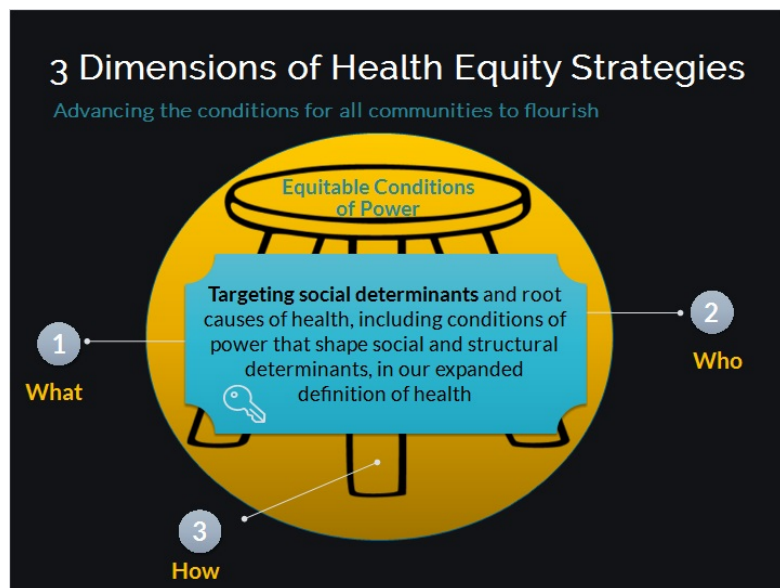 3 Dimensions of Health Equity Strategies
Advancing the conditions for all communities to flourish
Equitable Conditions
of Power
Targeting social determinants and root
causes of health, including conditions of
power that shape social and structural
determinants, in our expanded
definition of health
1
What
2
Who
3
How